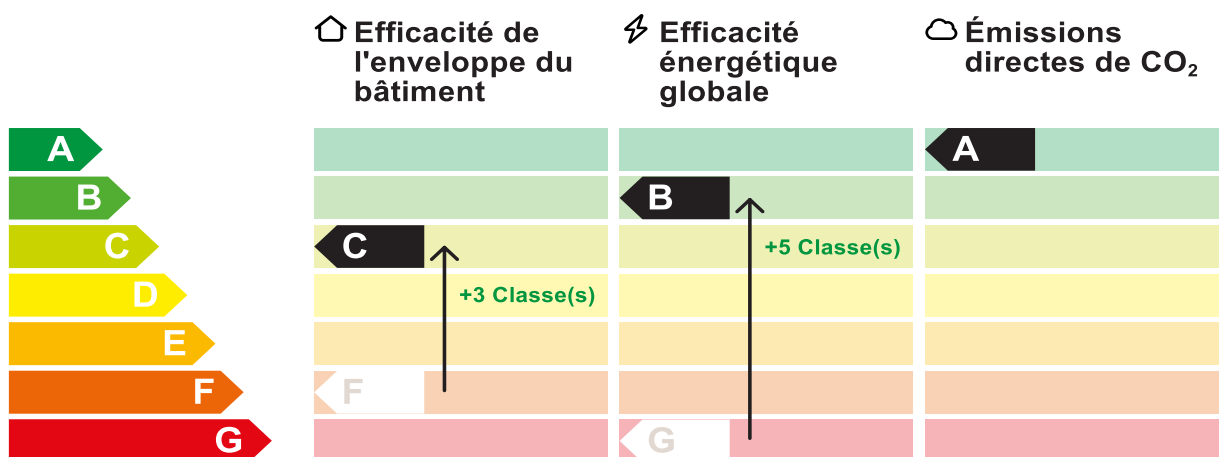 Efficacité de
l'enveloppe du
bâtiment
Efficacité
énergétique
globale
Émissions
directes de CO₂
A
B
C
D
E
F
G
C
+3 Classe(s)
F
B
+5 Classe(s)
G
A